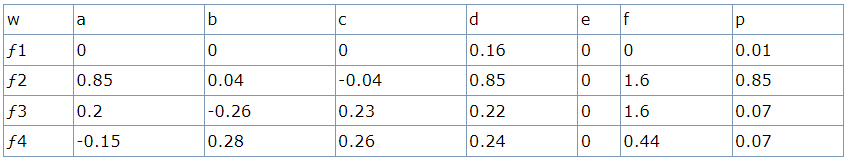 w a b c d e f p
ƒ1 0 0 0 0.16 0 0 0.01
ƒ2 0.85 0.04 -0.04 0.85 0 1.6 0.85
ƒ3 0.2 -0.26 0.23 0.22 0 1.6 0.07
ƒ4 -0.15 0.28 0.26 0.24 0 0.44 0.07